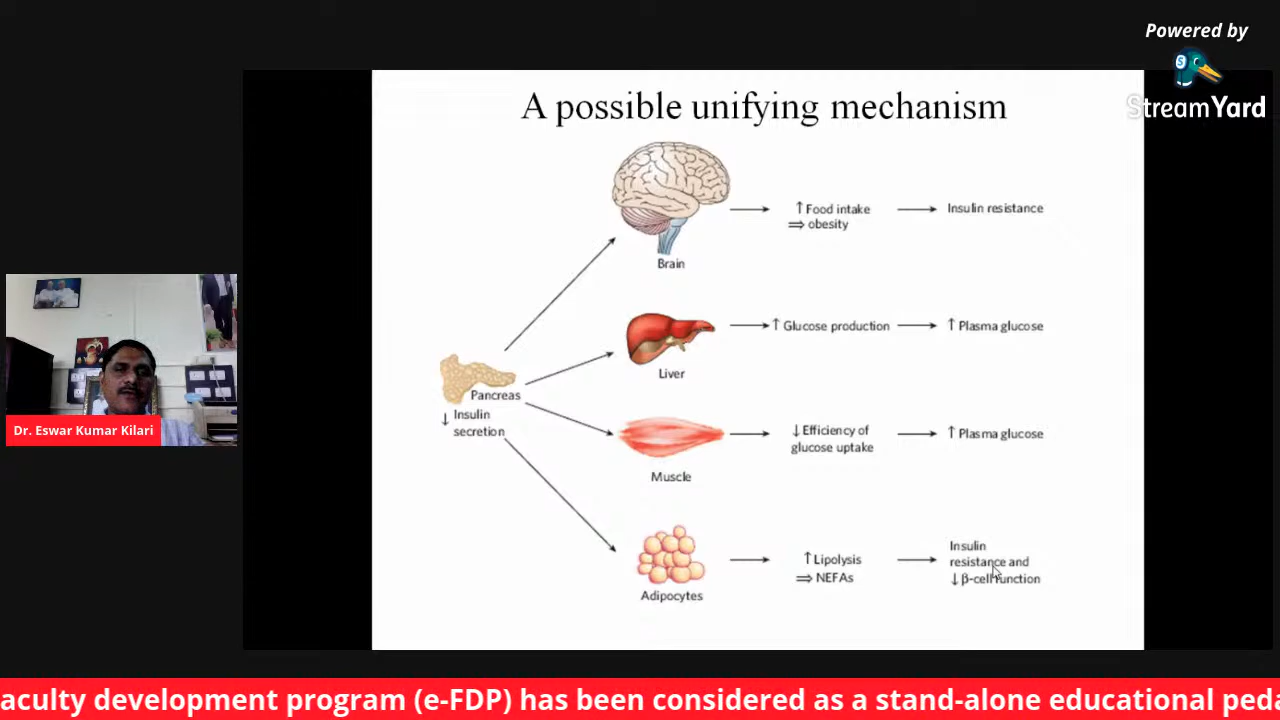 Powered by
StreamYard
A possible unifying mechanism
Brain
↑ Food intake
⇒ obesity
Insulin resistance
Liver
↑ Glucose production
↑ Plasma glucose
Pancreas
↓ Insulin
secretion
Muscle
↓ Efficiency of
glucose uptake
↑ Plasma glucose
Adipocytes
↑ Lipolysis
⇒ NEFAs
Insulin
resistance and
↓ β-cell function
Dr. Eswar Kumar Kilari
aculty development program (e-FDP) has been considered as a stand-alone educational peda